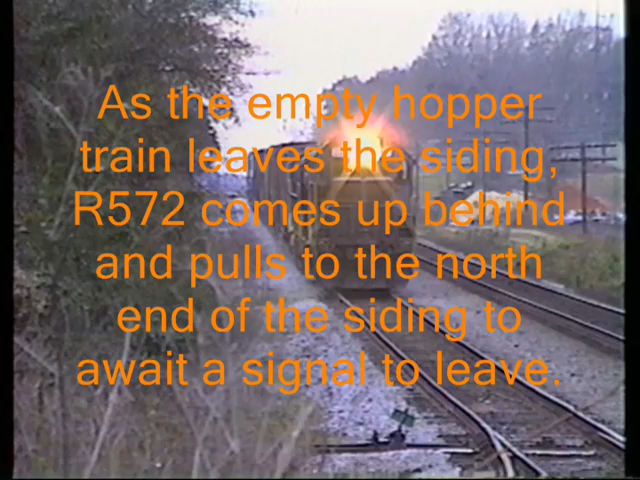 As the empty hopper
train leaves the siding,
R572 comes up behind
and pulls to the north
end of the siding to
await a signal to leave.